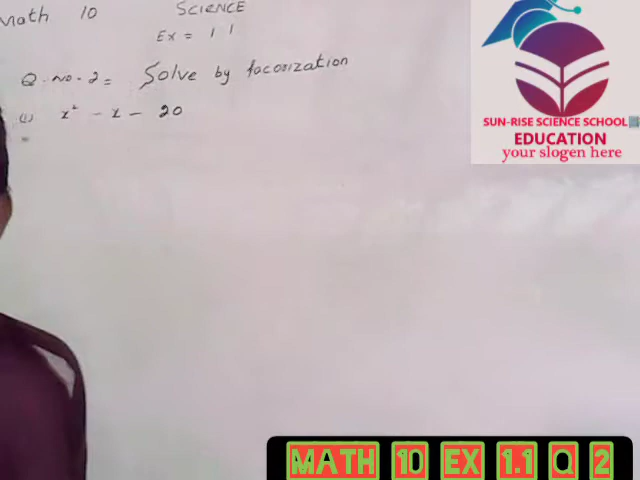 Math 10 SCIENCE
Ex = 1 1
Q. No. 2 = Solve by factorization
(i) x² - x - 20
=
SUN-RISE SCIENCE SCHOOL
EDUCATION
your slogen here
MATH 10 EX 1.1 Q 2